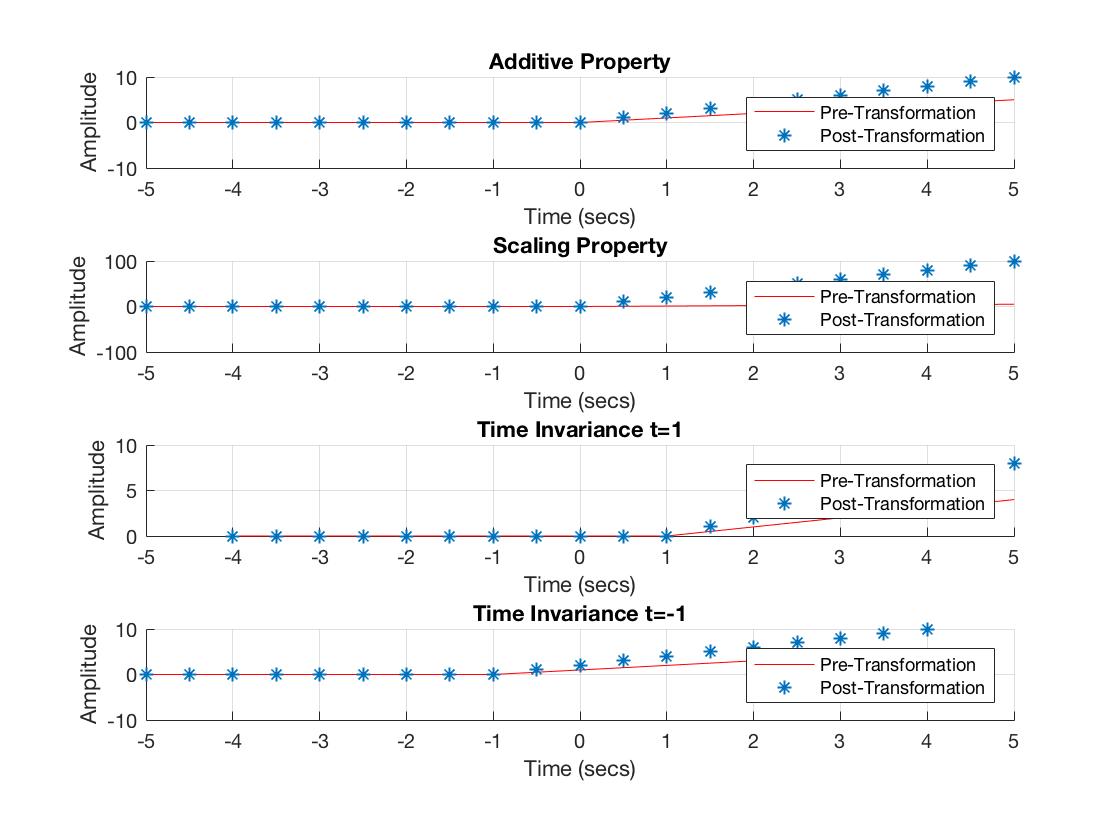 Additive Property
10
0
-10
Amplitude
Pre-Transformation
Post-Transformation
-5 -4 -3 -2 -1 0 1 2 3 4 5
Time (secs)
Scaling Property
100
0
-100
Amplitude
Pre-Transformation
Post-Transformation
-5 -4 -3 -2 -1 0 1 2 3 4 5
Time (secs)
Time Invariance t=1
10
5
0
Amplitude
Pre-Transformation
Post-Transformation
-5 -4 -3 -2 -1 0 1 2 3 4 5
Time (secs)
Time Invariance t=-1
10
0
-10
Amplitude
Pre-Transformation
Post-Transformation
-5 -4 -3 -2 -1 0 1 2 3 4 5
Time (secs)